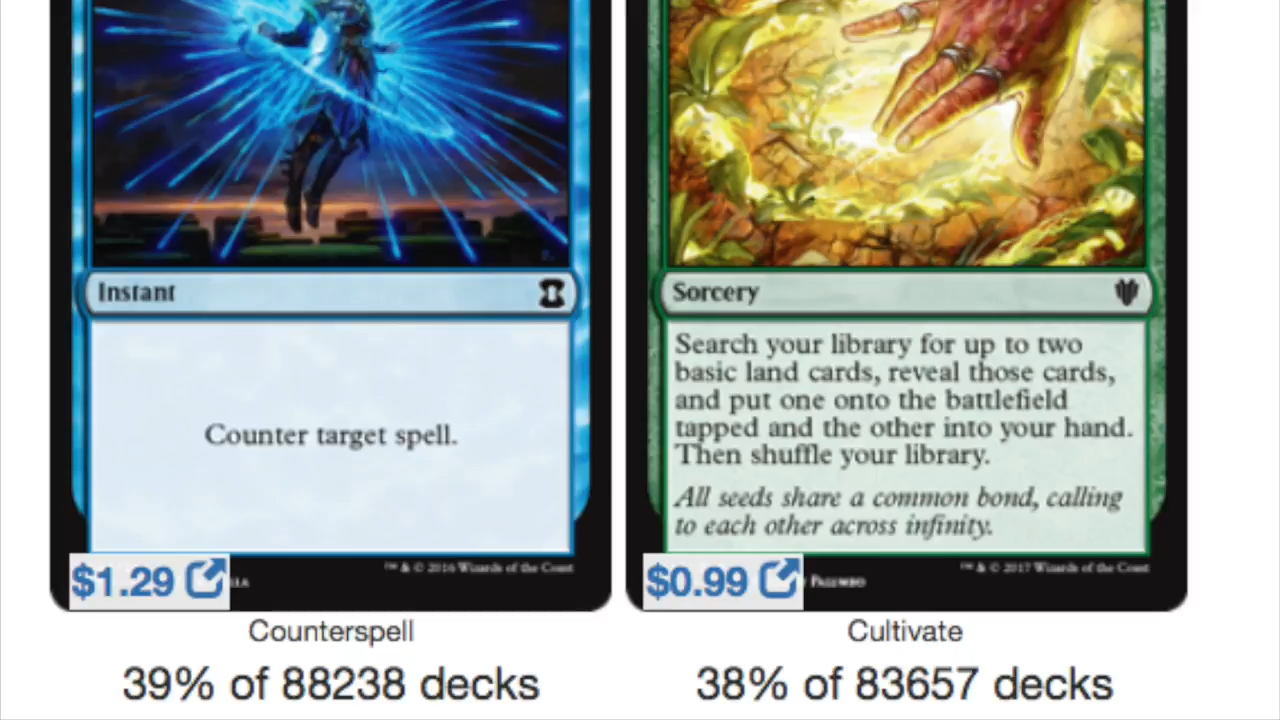 Instant
Counter target spell.
$1.29
™ & © 2016 Wizards of the Coast
Counterspell
39% of 88238 decks
Sorcery
Search your library for up to two
basic land cards, reveal those cards,
and put one onto the battlefield
tapped and the other into your hand.
Then shuffle your library.
All seeds share a common bond, calling
to each other across infinity.
$0.99
™ & © 2017 Wizards of the Coast
Palumbo
Cultivate
38% of 83657 decks